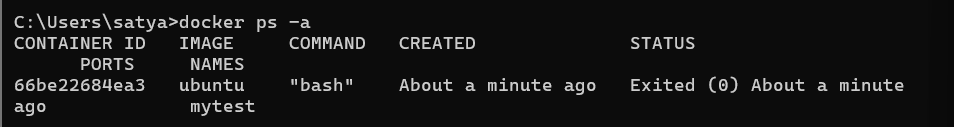 C:\Users\satya>docker ps -a
CONTAINER ID   IMAGE     COMMAND   CREATED              STATUS
      PORTS     NAMES
66be22684ea3   ubuntu    "bash"    About a minute ago   Exited (0) About a minute
ago             mytest